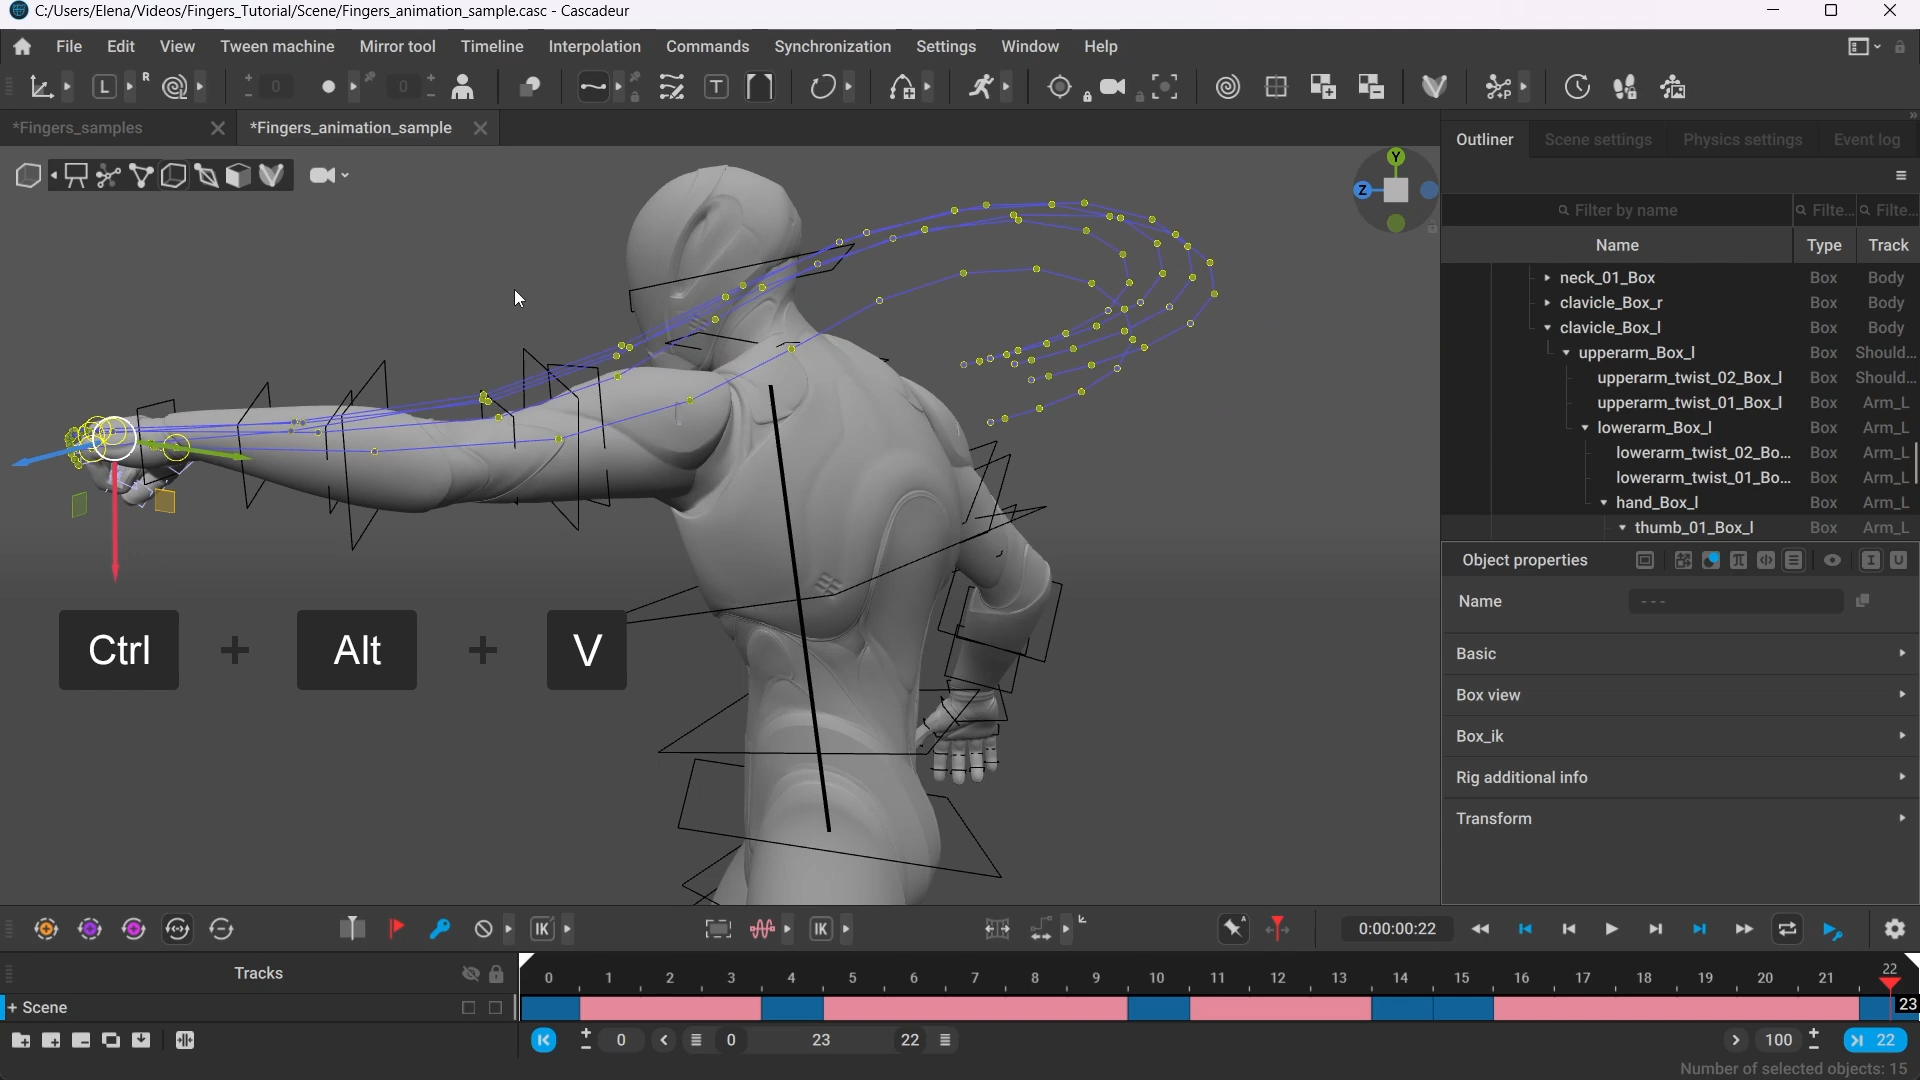 C:/Users/Elena/Videos/Fingers_Tutorial/Scene/Fingers_animation_sample.casc - Cascadeur
File Edit View Tween machine Mirror tool Timeline Interpolation Commands Synchronization Settings Window Help
L R 0 0 T P
*Fingers_samples *Fingers_animation_sample
Outliner Scene settings Physics settings Event log
Y
Z
Filter by name Filte... Filte...
Name Type Track
neck_01_Box Box Body
clavicle_Box_r Box Body
clavicle_Box_l Box Body
upperarm_Box_l Box Should...
upperarm_twist_02_Box_l Box Should...
upperarm_twist_01_Box_l Box Arm_L
lowerarm_Box_l Box Arm_L
lowerarm_twist_02_Bo... Box Arm_L
lowerarm_twist_01_Bo... Box Arm_L
hand_Box_l Box Arm_L
thumb_01_Box_l Box Arm_L
Object properties I U
Name ---
Basic
Box view
Box_ik
Rig additional info
Transform
Ctrl + Alt + V
IK IK A 0:00:00:22
Tracks 0 1 2 3 4 5 6 7 8 9 10 11 12 13 14 15 16 17 18 19 20 21 22
+ Scene 23
0 0 23 22 100 22
Number of selected objects: 15